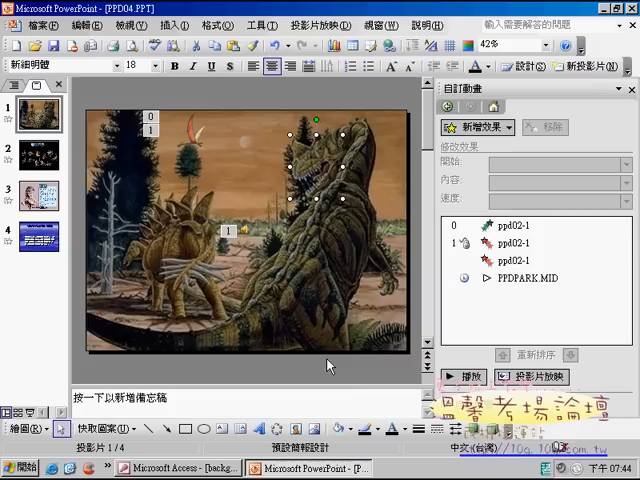 Microsoft PowerPoint - [PPD04.PPT]
檔案(F) 編輯(E) 檢視(V) 插入(I) 格式(O) 工具(T) 投影片放映(D) 視窗(W) 說明(H) 輸入需要解答的問題
42%
新細明體 18 B I U S A A A 設計(S) 新投影片(N)
1
2
3
4
0
1
1
自訂動畫
新增效果 移除
修改效果
開始:
內容:
速度:
0 ppd02-1
1 ppd02-1
ppd02-1
PPDPARK.MID
重新排序
播放 投影片放映
按一下以新增備忘稿
溫馨考場論壇
繪圖(R) 快取圖案(U)
投影片 1 / 4 預設簡報設計 中文 (台灣)
開始 Microsoft Access - [backg... Microsoft PowerPoint - [P... 下午 07:44